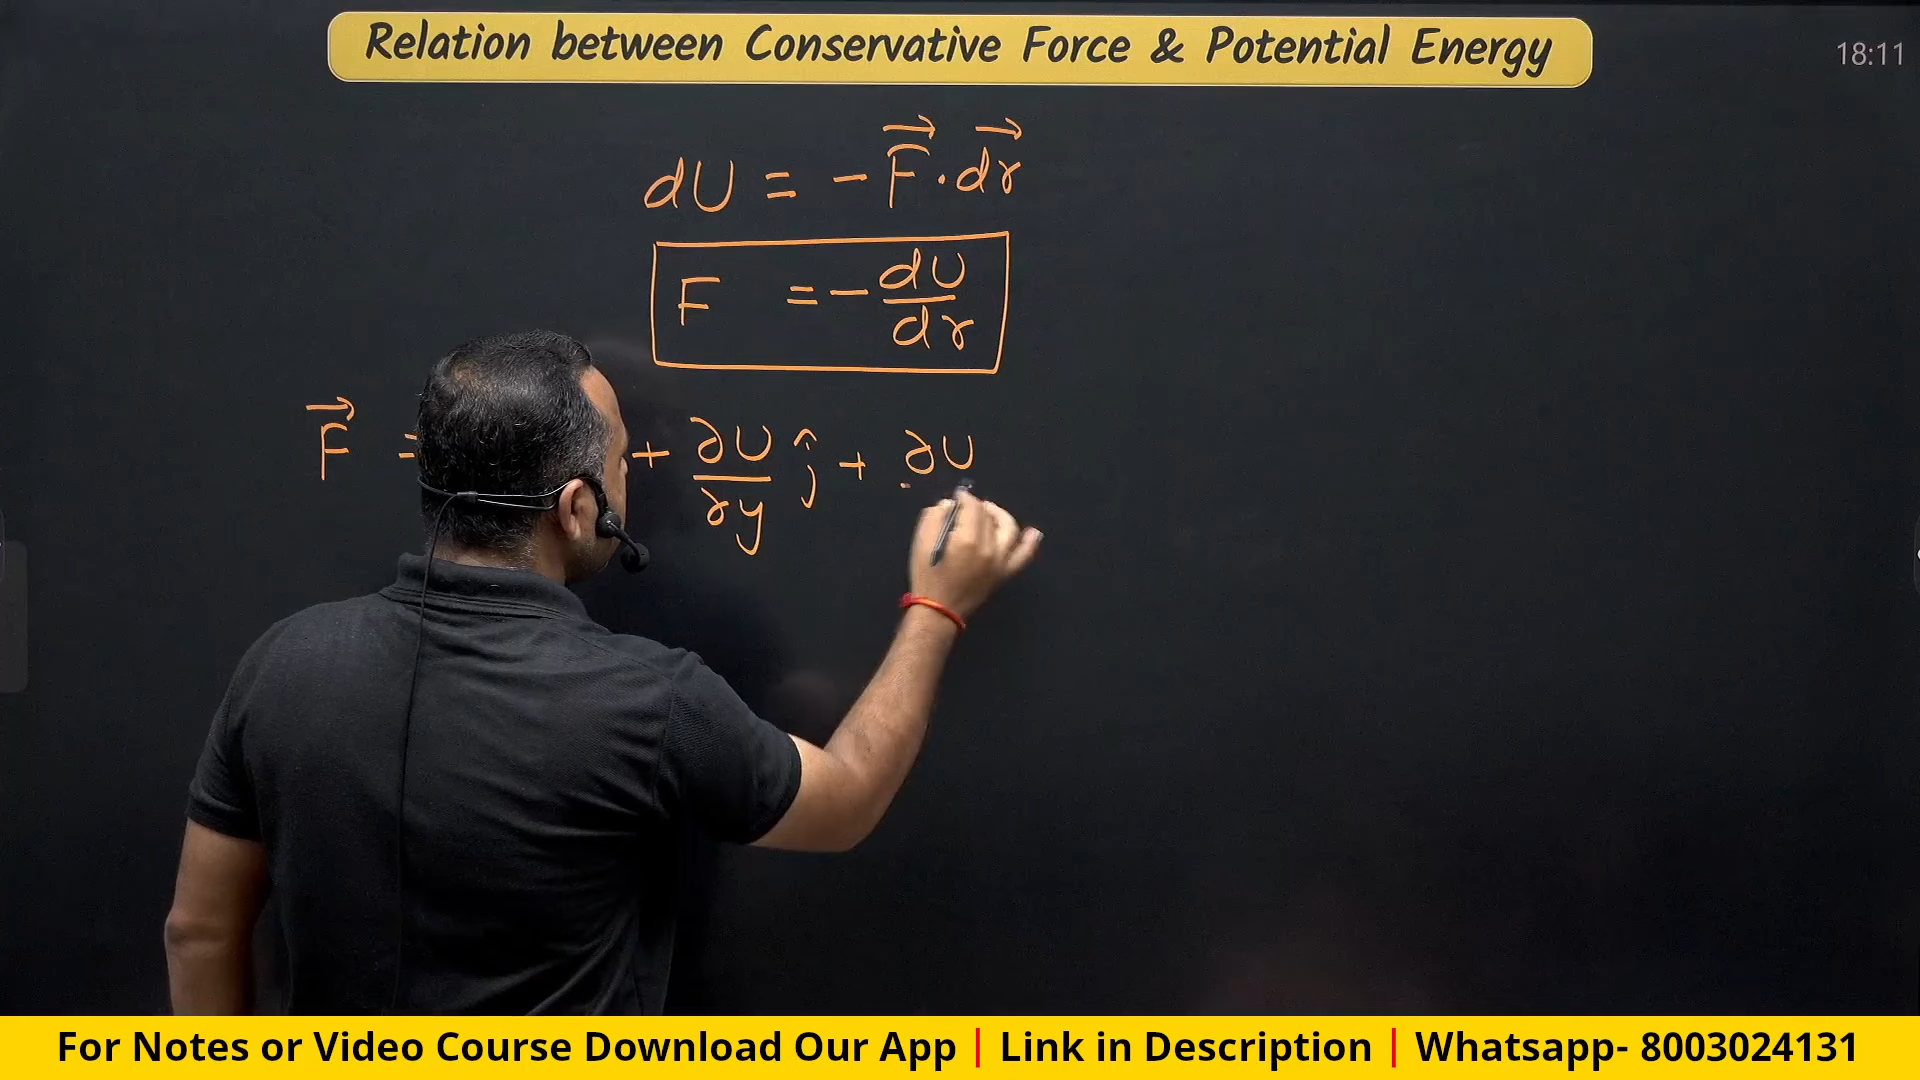 Relation between Conservative Force & Potential Energy
18:11
dU = - F⃗ . dr⃗
F = - dU/dr
F⃗ = + ∂U/∂y ĵ + ∂U
For Notes or Video Course Download Our App | Link in Description | Whatsapp- 8003024131